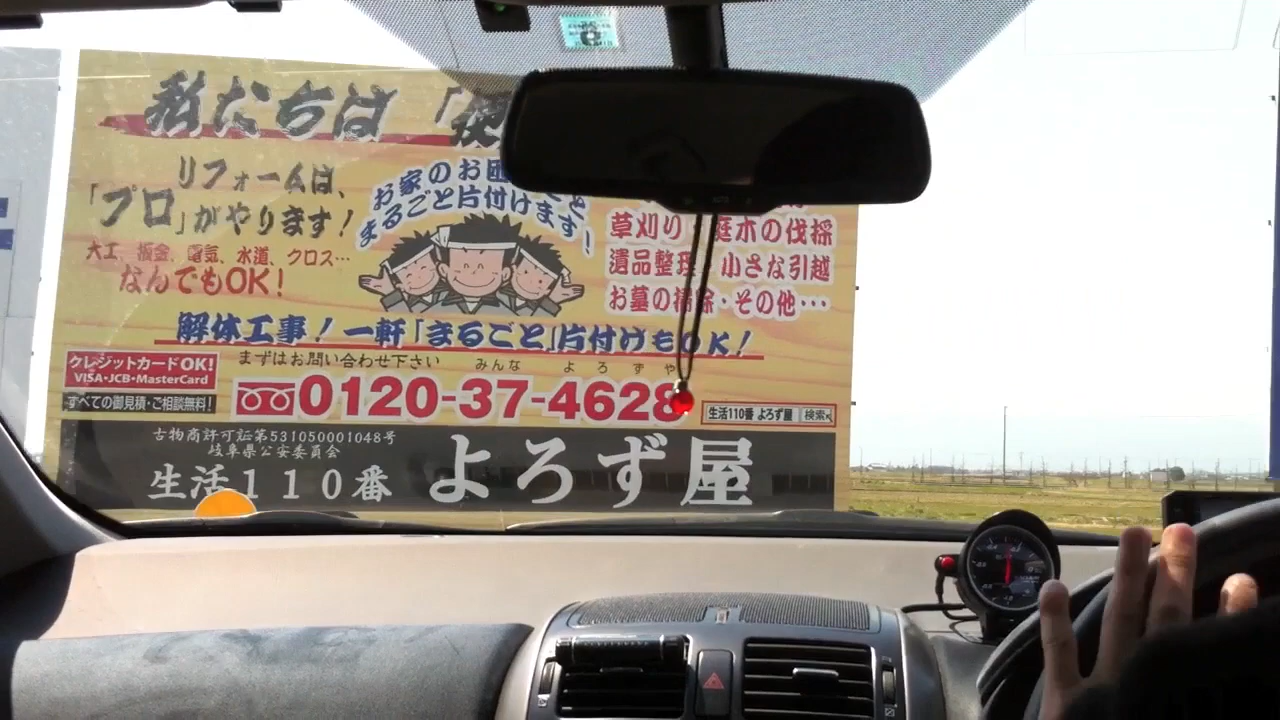 私たちは「便
リフォームは、
「プロ」がやります!
大工、板金、電気、水道、クロス…
なんでもOK!
お家のお困
まるごと片付けます!
草刈り・庭木の伐採
遺品整理・小さな引越
お墓の掃除・その他…
解体工事!一軒「まるごと」片付けもOK!
クレジットカードOK!
VISA・JCB・MasterCard
すべての御見積・ご相談無料!
まずはお問い合わせ下さい
みんな よろずや
0120-37-4628
生活110番 よろず屋 検索
古物商許可証第531050001048号
岐阜県公安委員会
生活110番 よろず屋